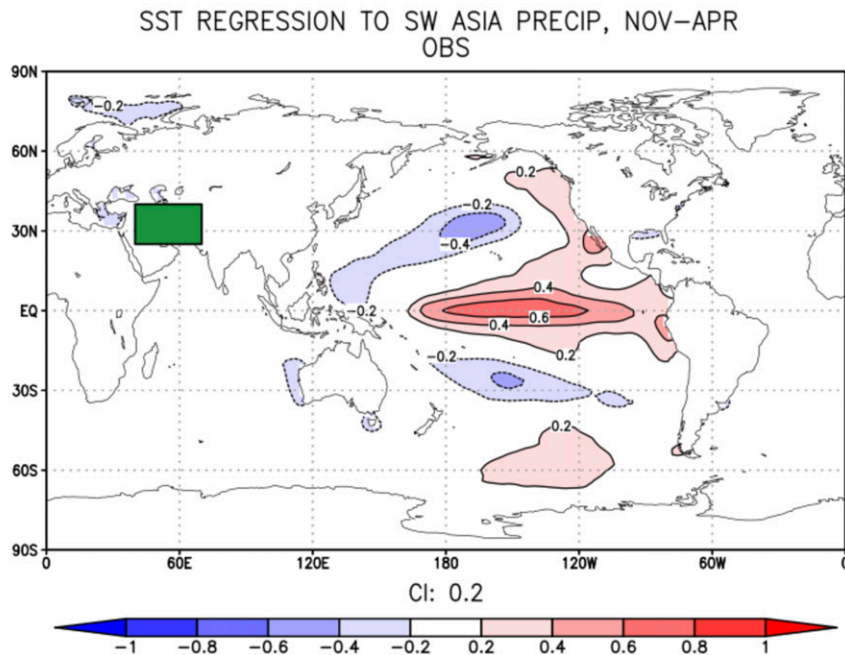 SST REGRESSION TO SW ASIA PRECIP, NOV-APR
OBS
90N
-0.2
60N
0.2
-0.2
30N
-0.4
0.4
EQ
-0.2
0.4
0.6
-0.2
0.2
30S
0.2
60S
90S
0
60E
120E
180
120W
60W
0
CI: 0.2
-1
-0.8
-0.6
-0.4
-0.2
0.2
0.4
0.6
0.8
1